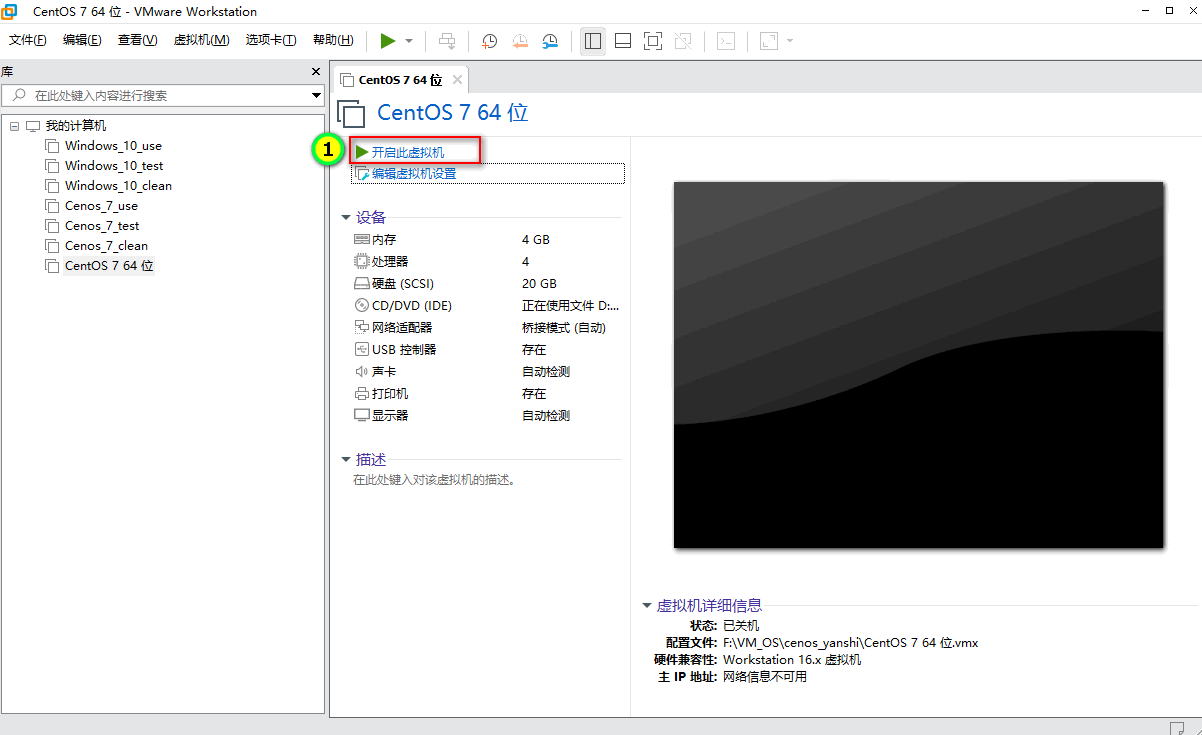 CentOS 7 64 位 - VMware Workstation
文件(F) 编辑(E) 查看(V) 虚拟机(M) 选项卡(T) 帮助(H)
库
在此处键入内容进行搜索
我的计算机
Windows_10_use
Windows_10_test
Windows_10_clean
Cenos_7_use
Cenos_7_test
Cenos_7_clean
CentOS 7 64 位
CentOS 7 64 位
CentOS 7 64 位
1 开启此虚拟机
编辑虚拟机设置
设备
内存 4 GB
处理器 4
硬盘 (SCSI) 20 GB
CD/DVD (IDE) 正在使用文件 D:...
网络适配器 桥接模式 (自动)
USB 控制器 存在
声卡 自动检测
打印机 存在
显示器 自动检测
描述
在此处键入对该虚拟机的描述。
虚拟机详细信息
状态: 已关机
配置文件: F:\VM_OS\cenos_yanshi\CentOS 7 64 位.vmx
硬件兼容性: Workstation 16.x 虚拟机
主 IP 地址: 网络信息不可用